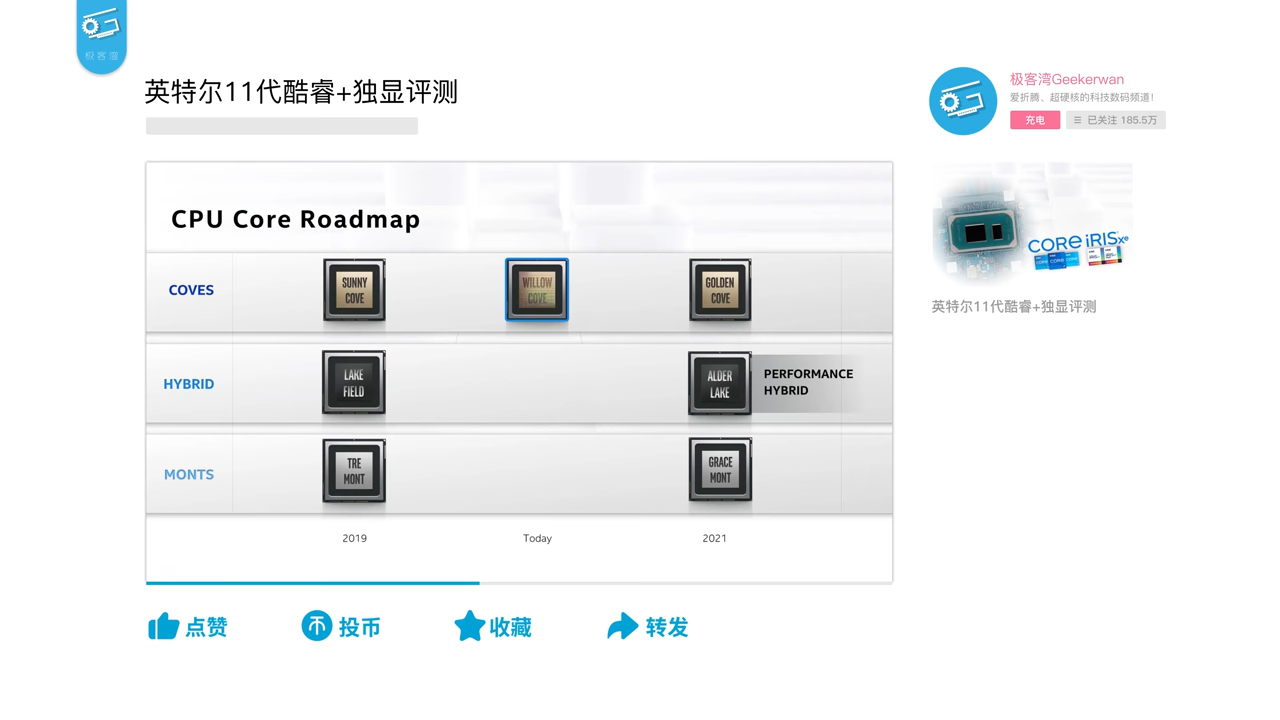 极客湾
英特尔11代酷睿+独显评测
极客湾Geekerwan
爱折腾、超硬核的科技数码频道！
充电
已关注 185.5万
CPU Core Roadmap
COVES
SUNNY
COVE
WILLOW
COVE
GOLDEN
COVE
HYBRID
LAKE
FIELD
ALDER
LAKE
PERFORMANCE
HYBRID
MONTS
TRE
MONT
GRACE
MONT
2019
Today
2021
CORE iRIS xe
CORE
英特尔11代酷睿+独显评测
点赞
投币
收藏
转发